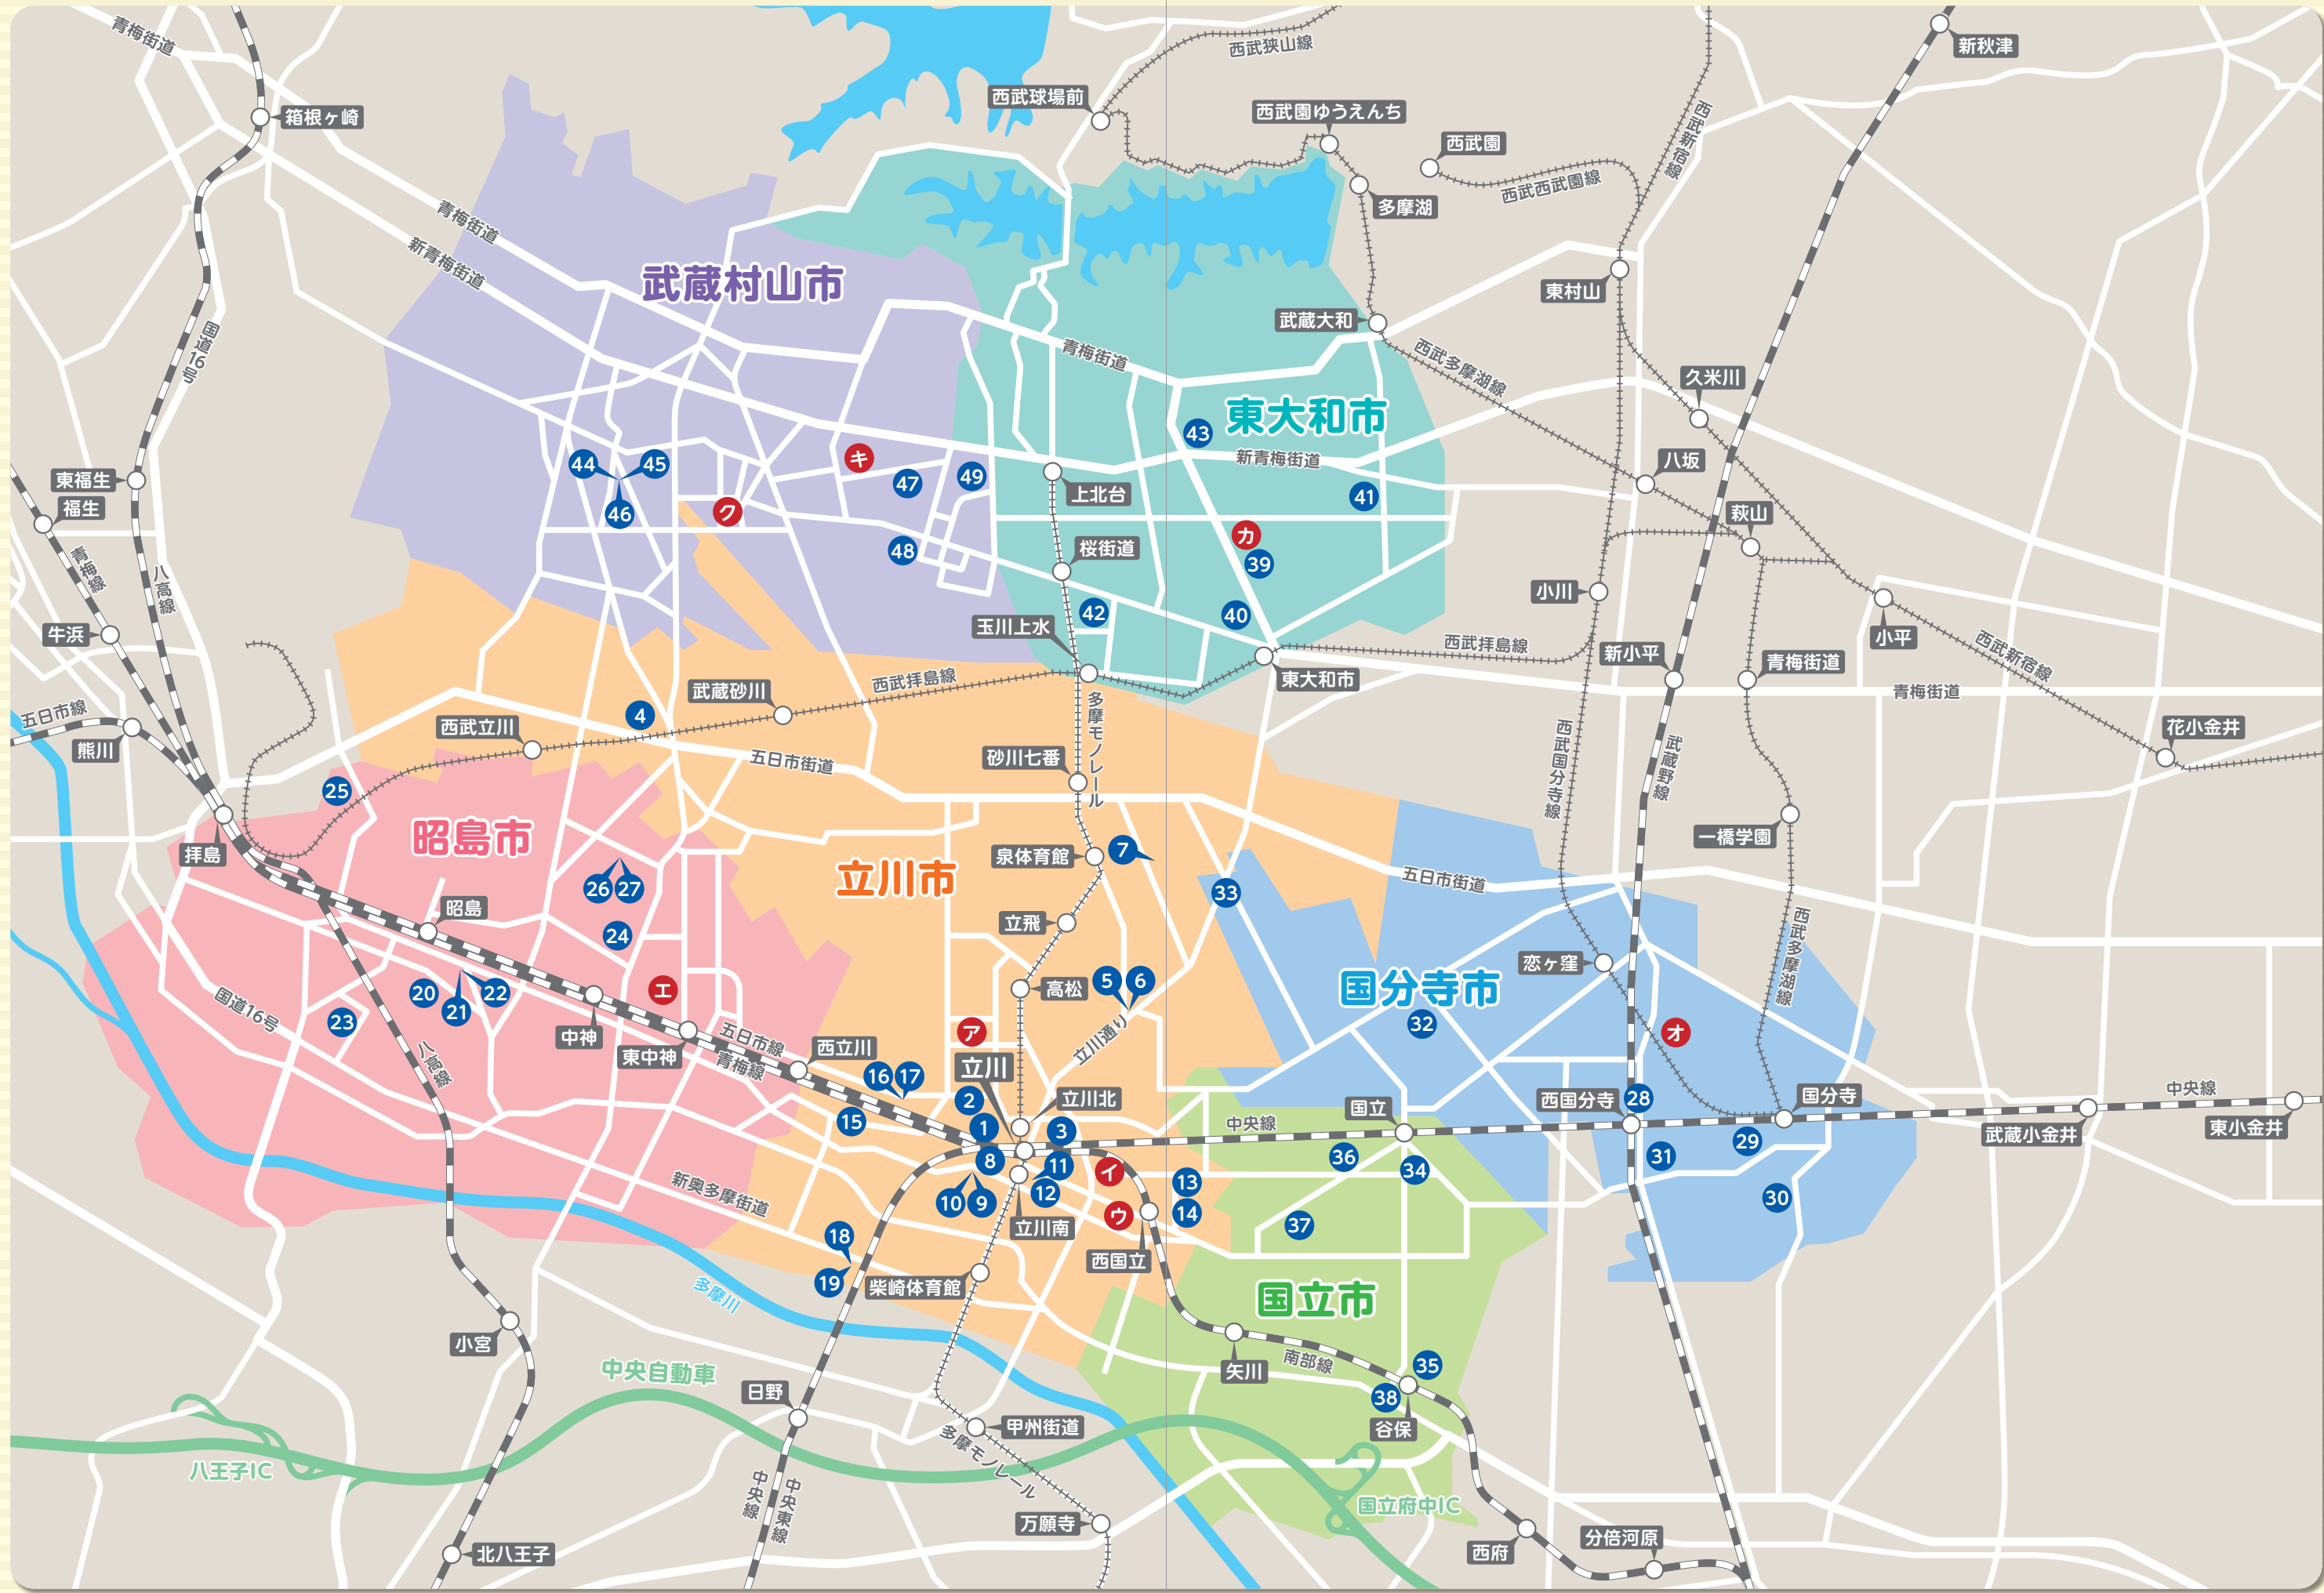 青梅街道
新秋津
西武狭山線
西武球場前
西武園ゆうえんち
箱根ヶ崎
西武新宿線
西武園
西武西武園線
多摩湖
青梅街道
新青梅街道
武蔵村山市
東村山
武蔵大和
国道16号
青梅街道
西武多摩湖線
久米川
東大和市
43
新青梅街道
キ
44
45
47
49
八坂
東福生
福生
上北台
41
46
ク
萩山
カ
48
桜街道
39
青梅線
八高線
小川
42
40
小平
牛浜
玉川上水
西武拝島線
新小平
西武新宿線
青梅街道
東大和市
西武拝島線
武蔵砂川
青梅街道
五日市線
4
多摩モノレール
西武立川
花小金井
熊川
五日市街道
砂川七番
西武国分寺線
武蔵野線
25
昭島市
一橋学園
拝島
泉体育館
7
立川市
五日市街道
26
27
33
昭島
立飛
24
西武多摩湖線
恋ヶ窪
20
22
エ
高松
5
6
国分寺市
国道16号
21
23
32
中神
ア
立川通り
オ
東中神
五日市線
青梅線
西立川
八高線
立川
16
17
中央線
2
立川北
西国分寺
28
国分寺
15
1
3
国立
中央線
武蔵小金井
東小金井
8
11
イ
36
34
31
29
新奥多摩街道
10
9
12
13
30
ウ
14
立川南
37
18
西国立
19
柴崎体育館
多摩川
国立市
小宮
中央自動車
矢川
南部線
35
日野
38
谷保
甲州街道
多摩モノレール
八王子IC
中央線
中央東線
国立府中IC
万願寺
北八王子
西府
分倍河原